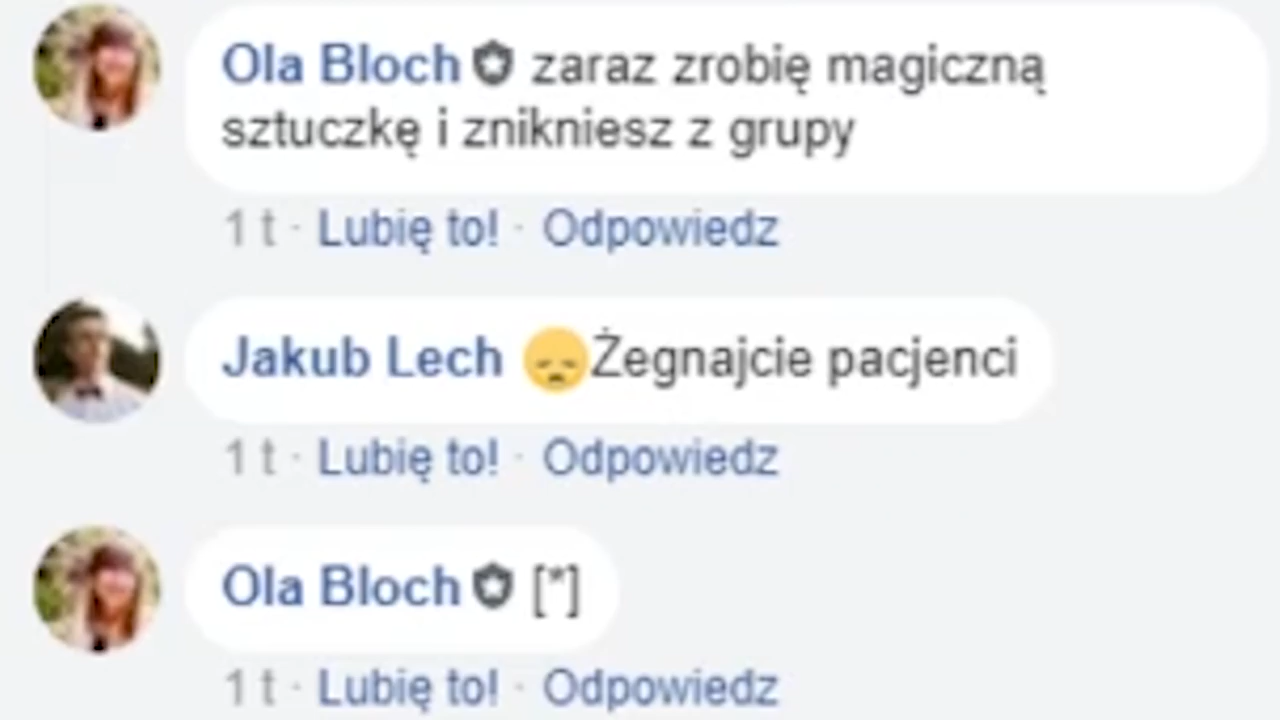 Ola Bloch zaraz zrobię magiczną
sztuczkę i znikniesz z grupy
1 t · Lubię to! · Odpowiedz
Jakub Lech 😞Żegnajcie pacjenci
1 t · Lubię to! · Odpowiedz
Ola Bloch [*]
1 t · Lubię to! · Odpowiedz